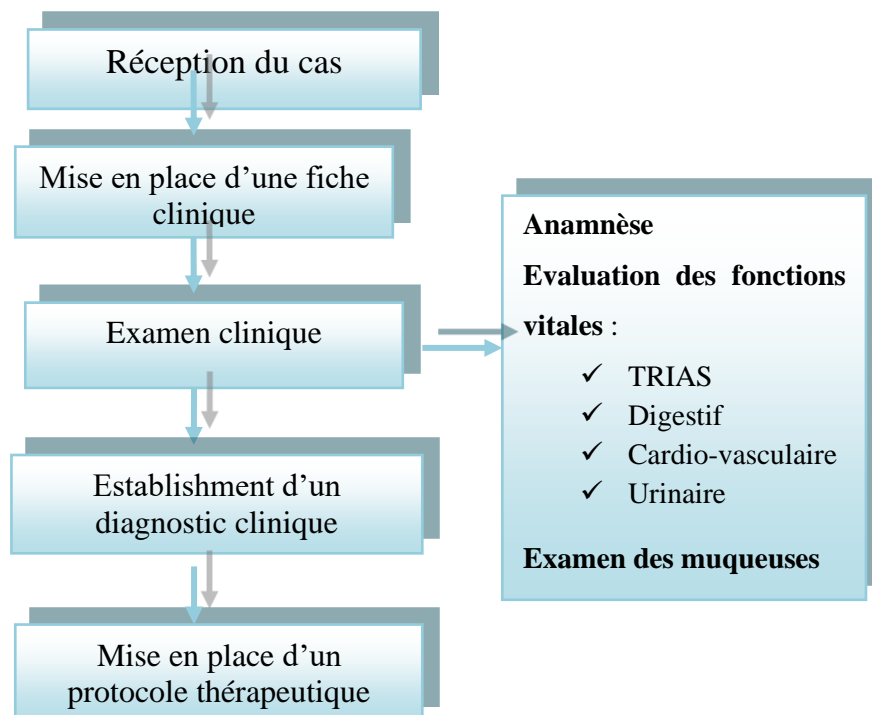 Réception du cas
Mise en place d’une fiche
clinique
Examen clinique
Anamnèse
Evaluation des fonctions
vitales :
✓ TRIAS
✓ Digestif
✓ Cardio-vasculaire
✓ Urinaire
Examen des muqueuses
Establishment d’un
diagnostic clinique
Mise en place d’un
protocole thérapeutique